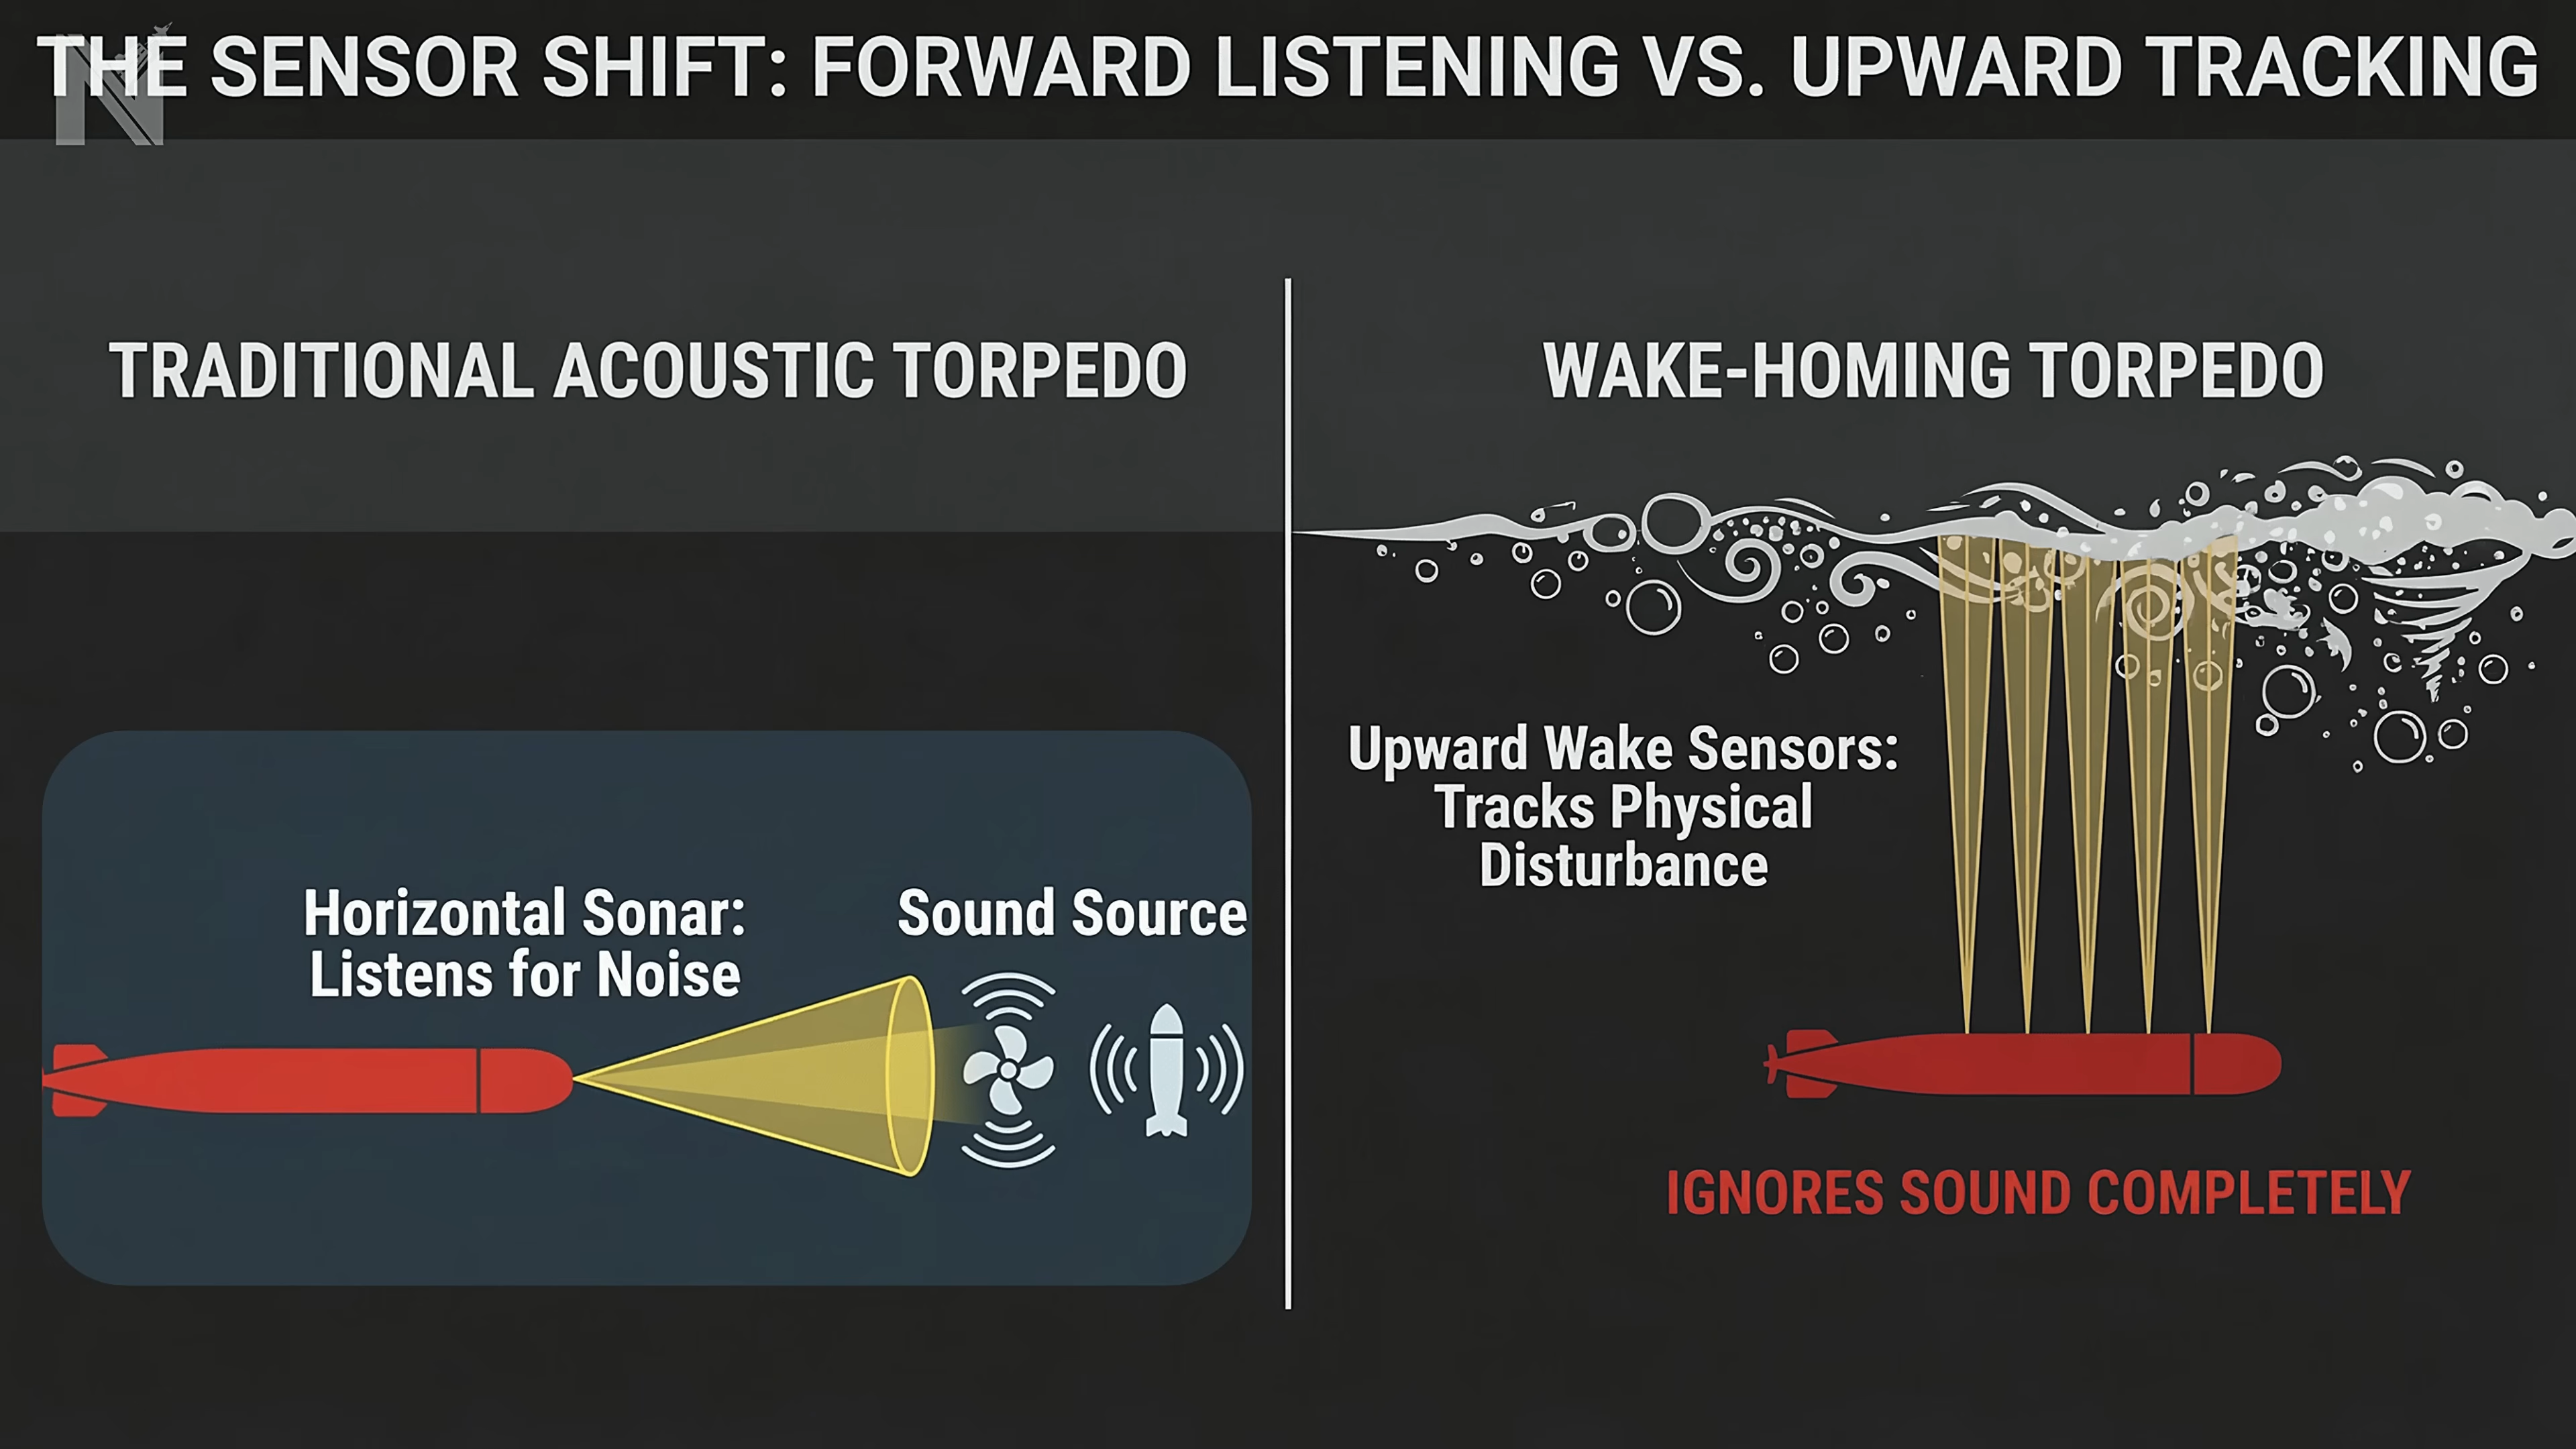 THE SENSOR SHIFT: FORWARD LISTENING VS. UPWARD TRACKING
N
TRADITIONAL ACOUSTIC TORPEDO
Horizontal Sonar:
Listens for Noise
Sound Source
WAKE-HOMING TORPEDO
Upward Wake Sensors:
Tracks Physical
Disturbance
IGNORES SOUND COMPLETELY